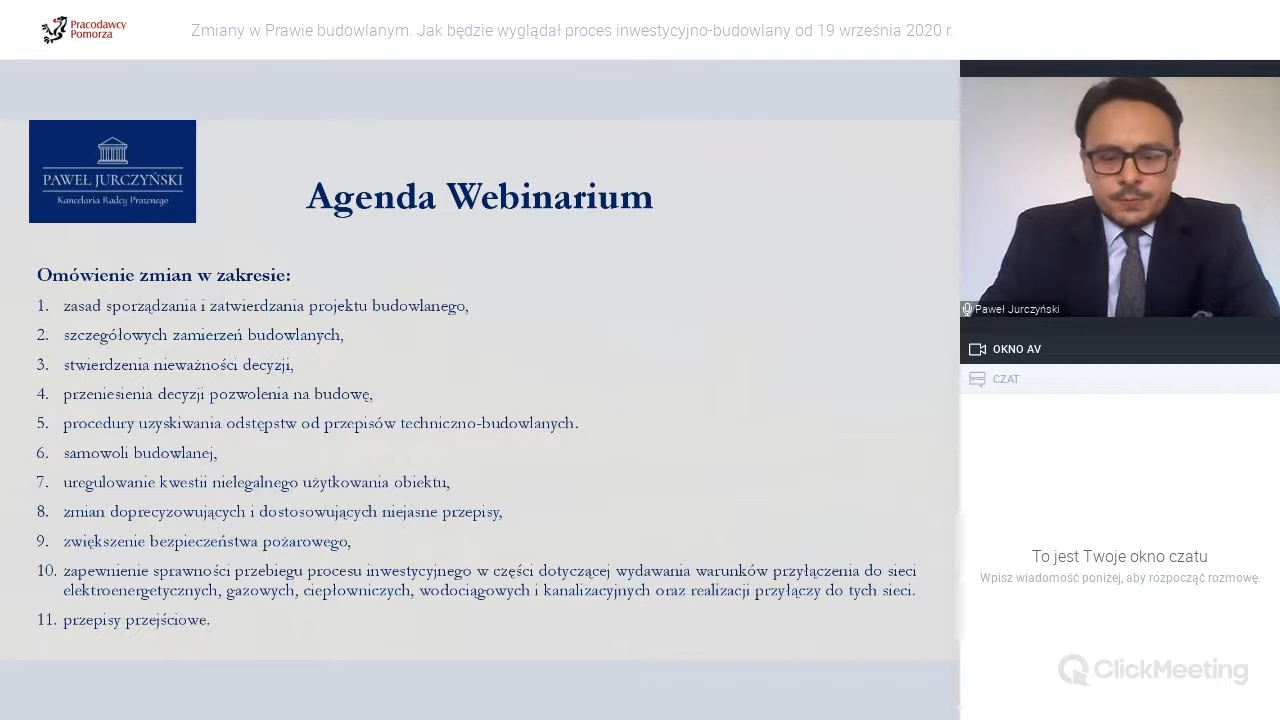 Pracodawcy
Pomorza
Zmiany w Prawie budowlanym. Jak będzie wyglądał proces inwestycyjno-budowlany od 19 września 2020 r.
PAWEŁ JURCZYŃSKI
Kancelaria Radcy Prawnego
Agenda Webinarium
Omówienie zmian w zakresie:
1. zasad sporządzania i zatwierdzania projektu budowlanego,
2. szczegółowych zamierzeń budowlanych,
3. stwierdzenia nieważności decyzji,
4. przeniesienia decyzji pozwolenia na budowę,
5. procedury uzyskiwania odstępstw od przepisów techniczno-budowlanych.
6. samowoli budowlanej,
7. uregulowanie kwestii nielegalnego użytkowania obiektu,
8. zmian doprecyzowujących i dostosowujących niejasne przepisy,
9. zwiększenie bezpieczeństwa pożarowego,
10. zapewnienie sprawności przebiegu procesu inwestycyjnego w części dotyczącej wydawania warunków przyłączenia do sieci
elektroenergetycznych, gazowych, ciepłowniczych, wodociągowych i kanalizacyjnych oraz realizacji przyłączy do tych sieci.
11. przepisy przejściowe.
Paweł Jurczyński
OKNO AV
CZAT
To jest Twoje okno czatu
Wpisz wiadomość poniżej, aby rozpocząć rozmowę.
ClickMeeting